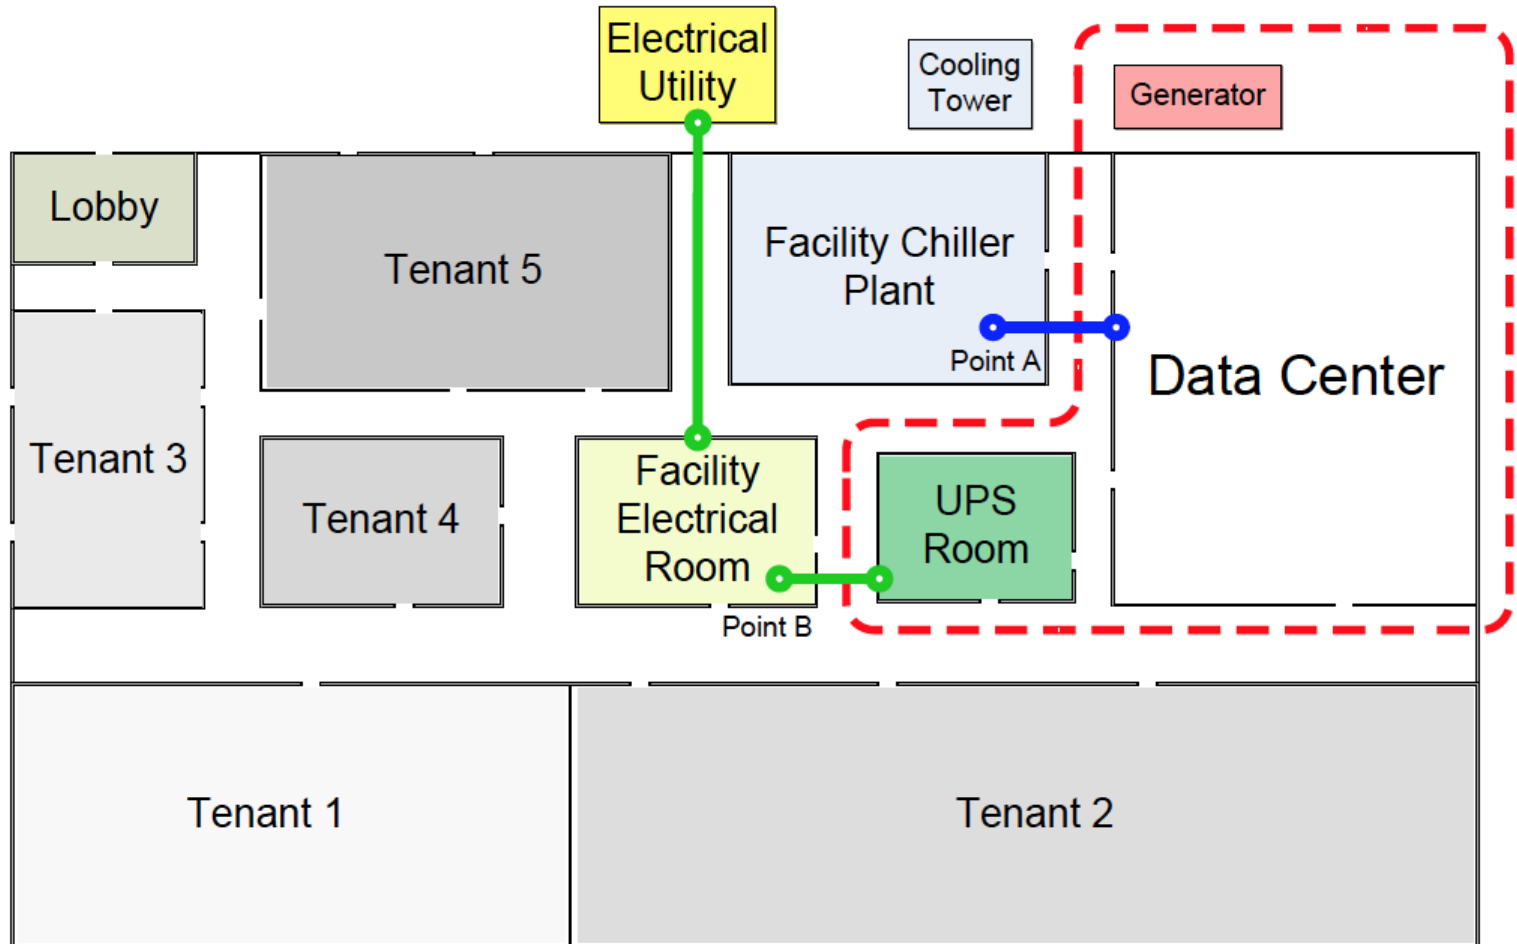 Electrical
Utility
Cooling
Tower
Generator
Lobby
Tenant 5
Facility Chiller
Plant
Point A
Data Center
Tenant 3
Tenant 4
Facility
Electrical
Room
UPS
Room
Point B
Tenant 1
Tenant 2